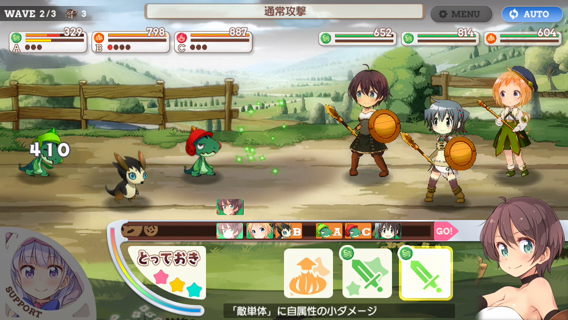 WAVE 2/3 3
通常攻撃
MENU
AUTO
329 798 887 652 814 604
A B C
410
B A C GO!
とっておき
SUPPORT
「敵単体」に自属性の小ダメージ